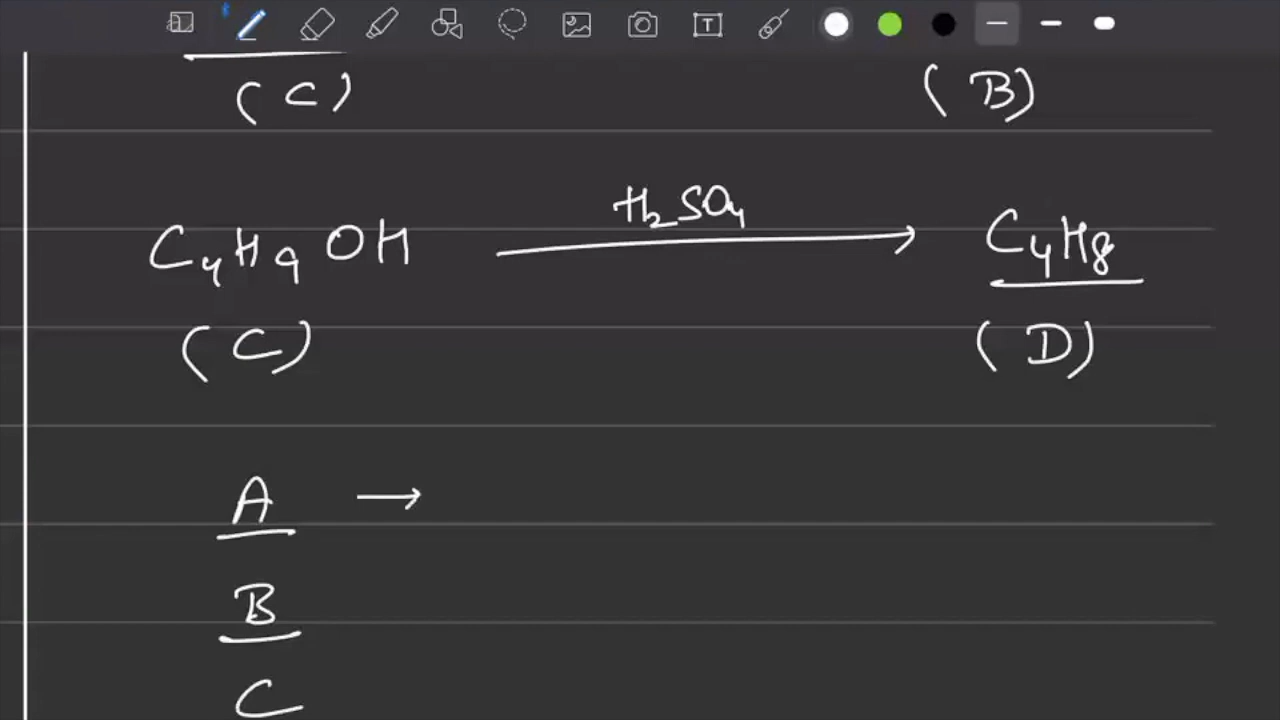 (C) (B)
C₄H₉OH H₂SO₄ → C₄H₈
(C) (D)
A →
B
C